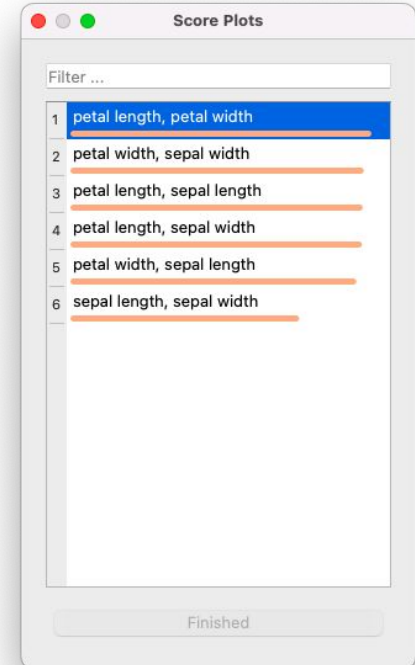 Score Plots
Filter ...
1 petal length, petal width
2 petal width, sepal width
3 petal length, sepal length
4 petal length, sepal width
5 petal width, sepal length
6 sepal length, sepal width
Finished